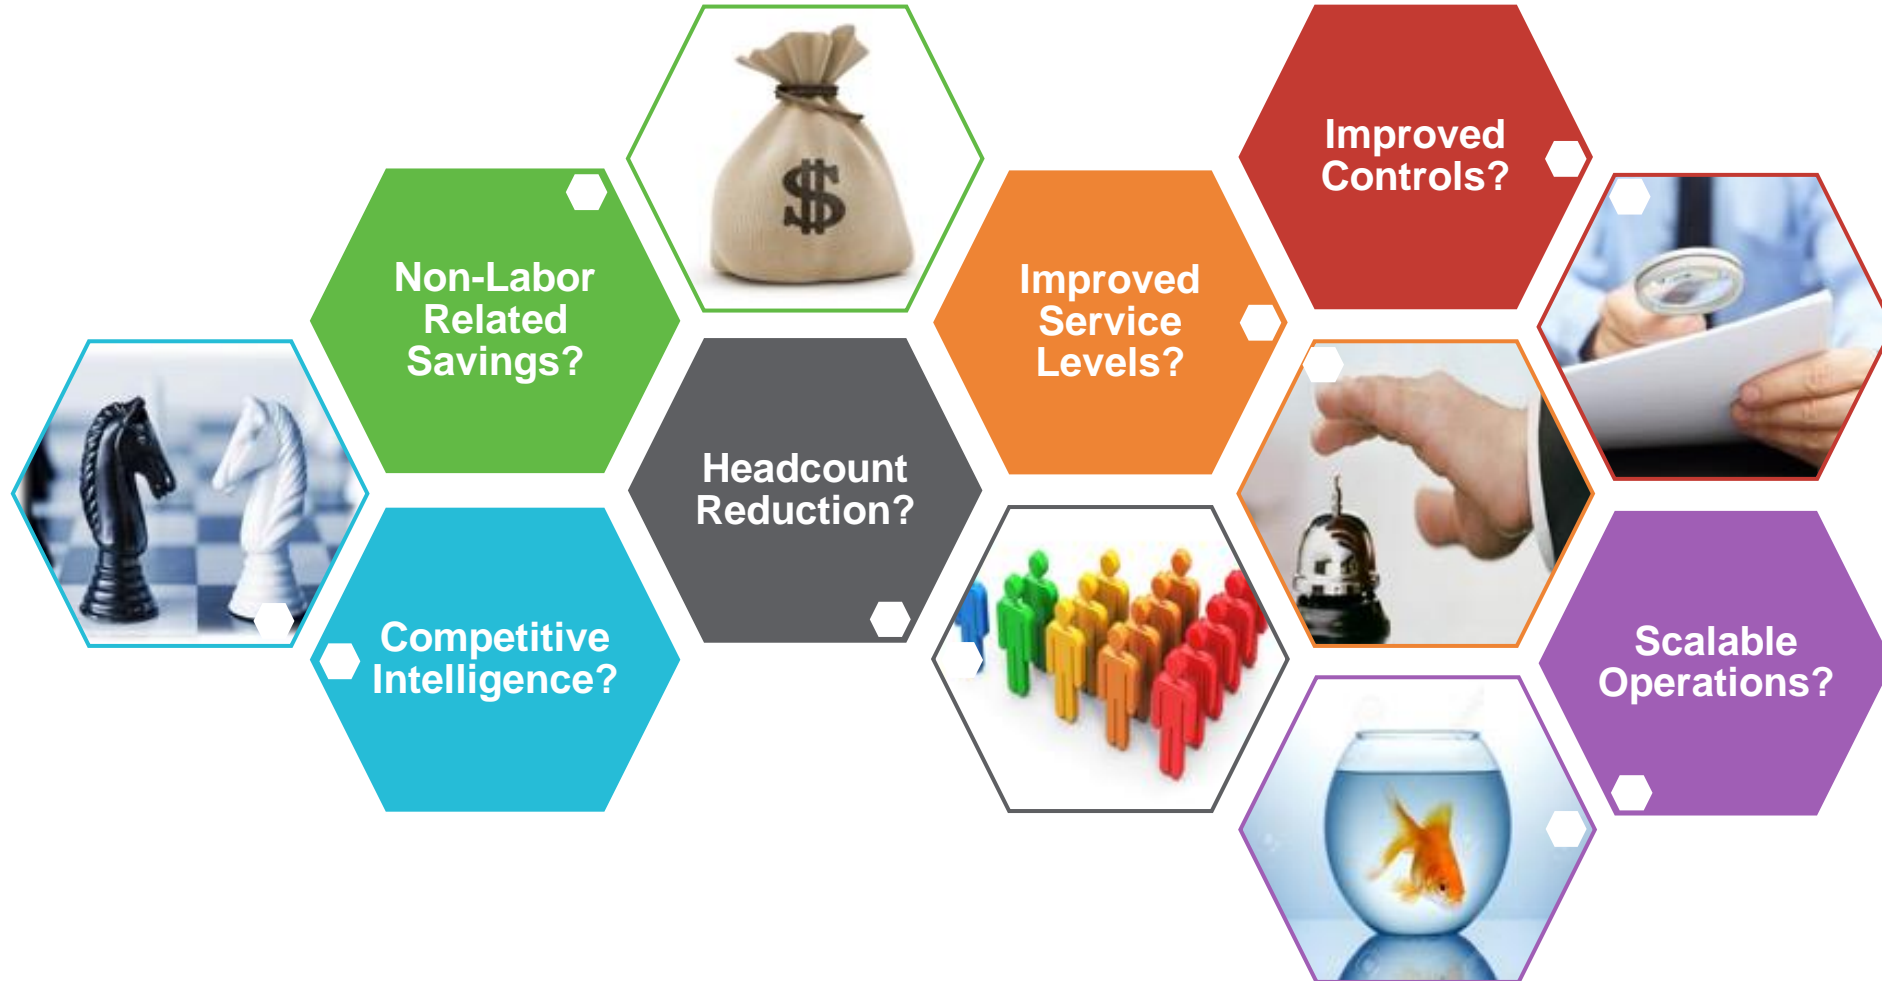 $
Improved
Controls?
Non-Labor
Related
Savings?
Improved
Service
Levels?
Headcount
Reduction?
Competitive
Intelligence?
Scalable
Operations?